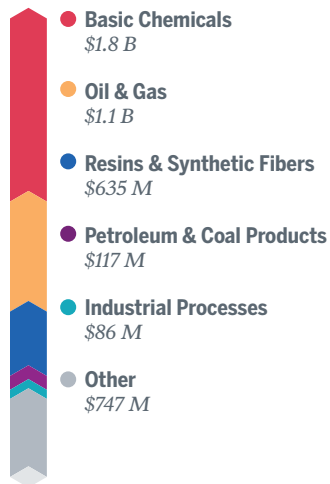 Basic Chemicals
$1.8 B
Oil & Gas
$1.1 B
Resins & Synthetic Fibers
$635 M
Petroleum & Coal Products
$117 M
Industrial Processes
$86 M
Other
$747 M